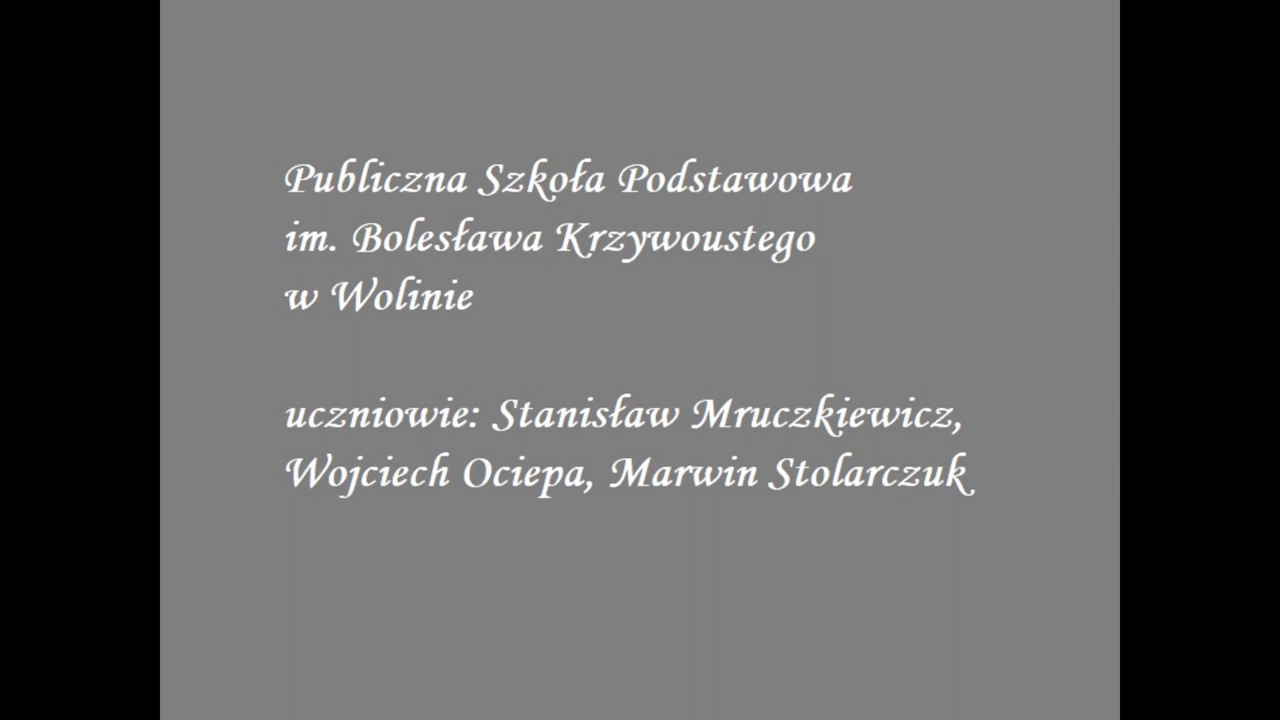 Publiczna Szkoła Podstawowa
im. Bolesława Krzywoustego
w Wolinie
uczniowie: Stanisław Mruczkiewicz,
Wojciech Ociepa, Marwin Stolarczuk